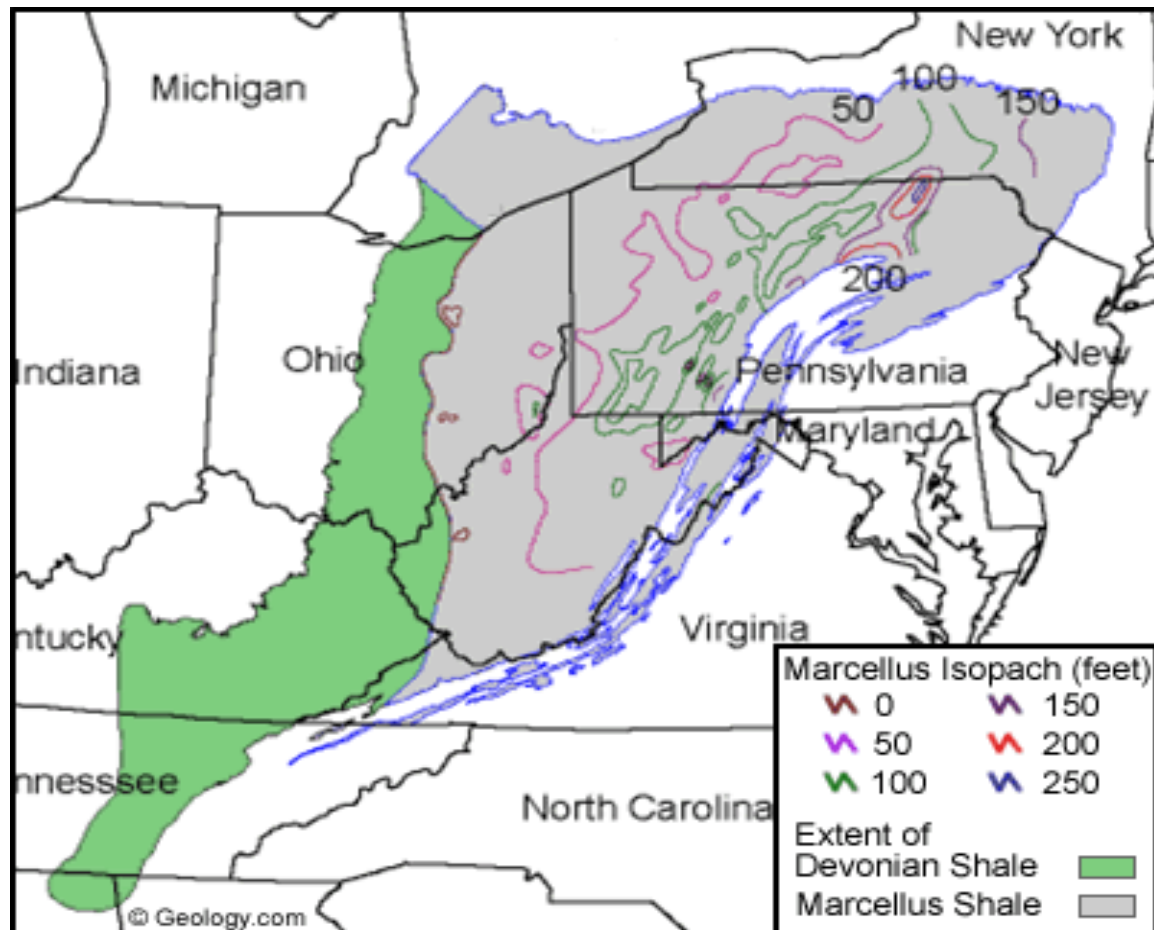 New York
Michigan
100
50
150
200
Indiana
Ohio
Pennsylvania
New
Jersey
Maryland
ntucky
Virginia
nnesssee
North Carolina
© Geology.com
Marcellus Isopach (feet)
0 150
50 200
100 250
Extent of
Devonian Shale
Marcellus Shale